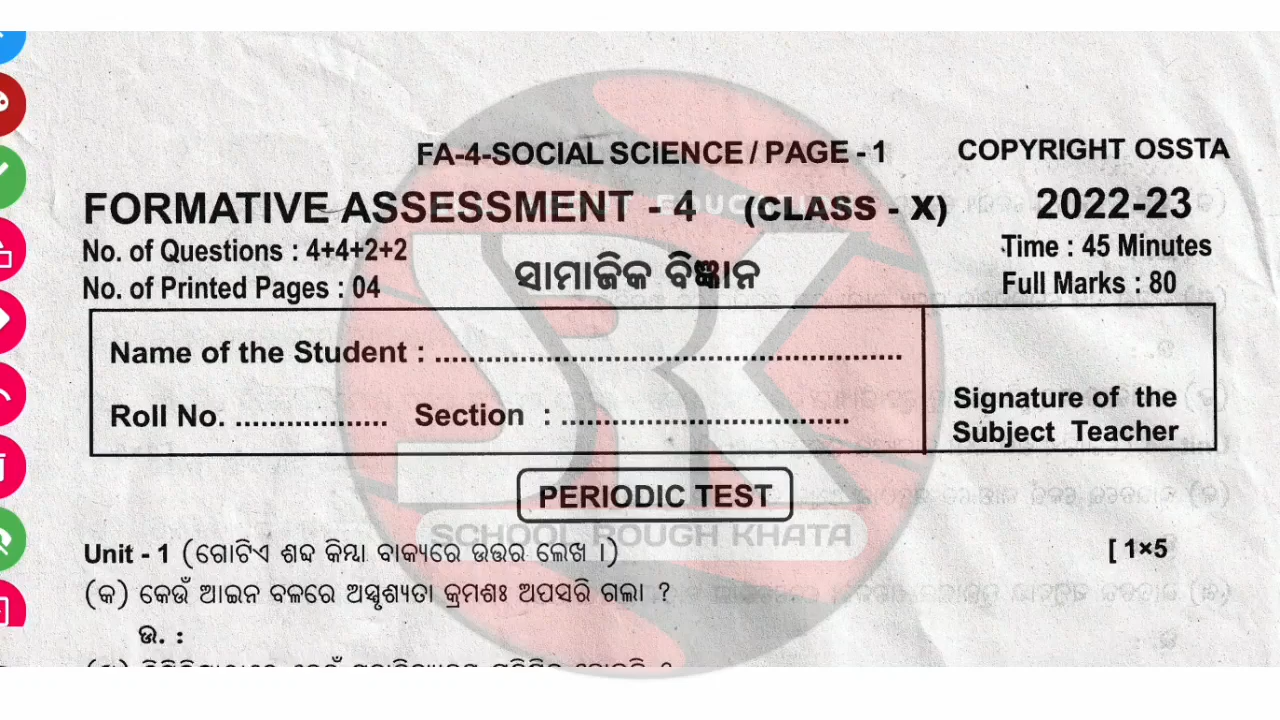 FA-4-SOCIAL SCIENCE / PAGE - 1 COPYRIGHT OSSTA
FORMATIVE ASSESSMENT - 4 (CLASS - X) 2022-23
No. of Questions : 4+4+2+2 Time : 45 Minutes
ସାମାଜିକ ବିଜ୍ଞାନ
No. of Printed Pages : 04 Full Marks : 80
Name of the Student : ................................................
Roll No. .................. Section : ..................................
Signature of the
Subject Teacher
PERIODIC TEST
SRK
SCHOOL ROUGH KHATA
Unit - 1 (ଗୋଟିଏ ଶବ୍ଦ କିମ୍ବା ବାକ୍ୟରେ ଉତ୍ତର ଲେଖ ।) [ 1×5
(କ) କେଉଁ ଆଇନ ବଳରେ ଅସ୍ପୃଶ୍ୟତା କ୍ରମଶଃ ଅପସରି ଗଲା ?
ଉ. :